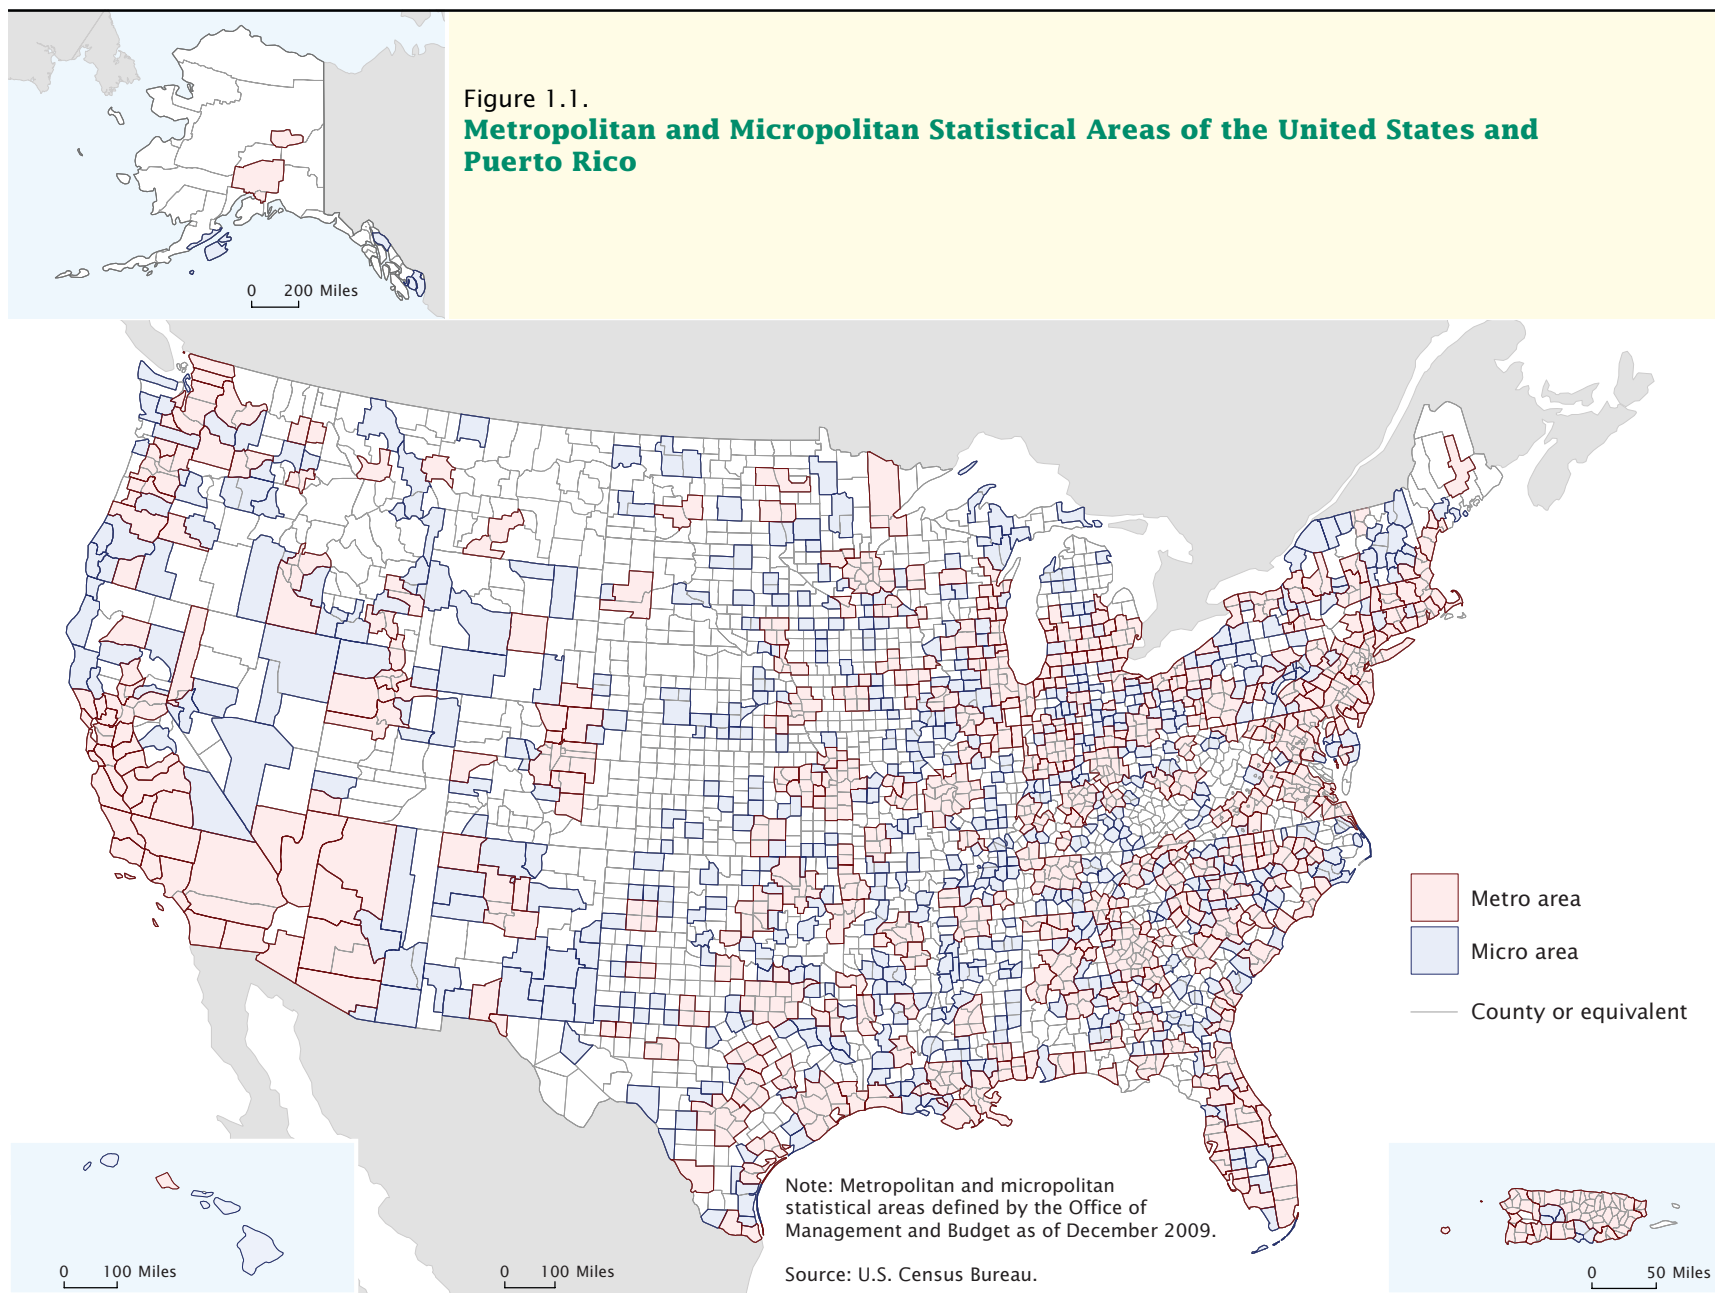 Figure 1.1.
Metropolitan and Micropolitan Statistical Areas of the United States and
Puerto Rico
0 200 Miles
Metro area
Micro area
County or equivalent
Note: Metropolitan and micropolitan
statistical areas defined by the Office of
Management and Budget as of December 2009.
Source: U.S. Census Bureau.
0 100 Miles
0 100 Miles
0 50 Miles